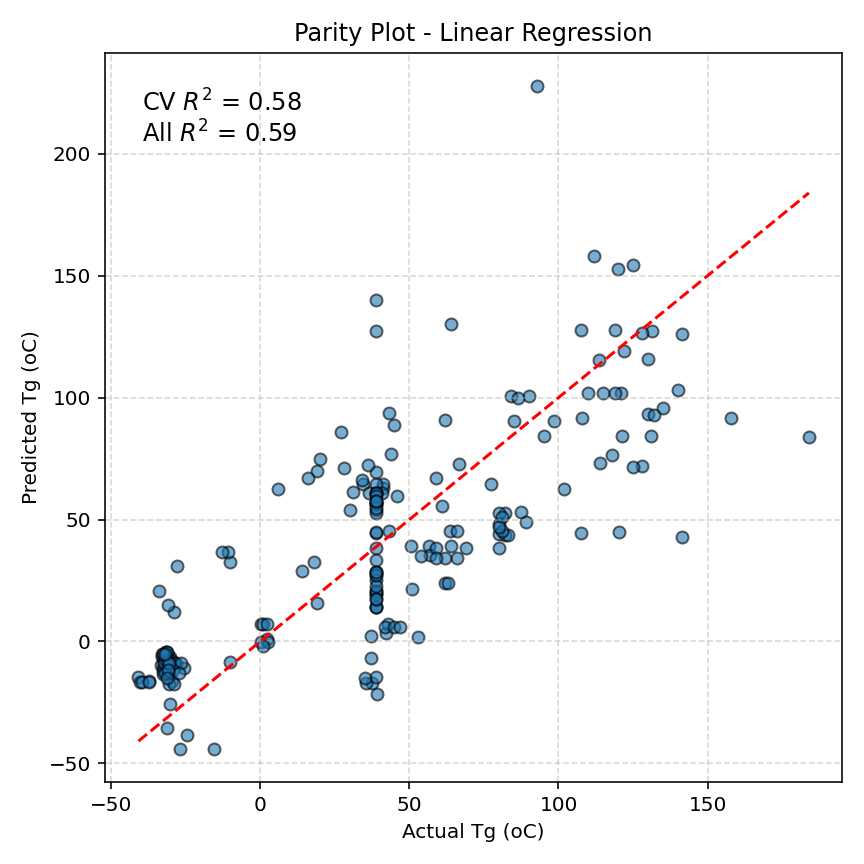 Parity Plot - Linear Regression
CV R² = 0.58
All R² = 0.59
200
150
100
50
0
−50
Predicted Tg (oC)
−50 0 50 100 150
Actual Tg (oC)